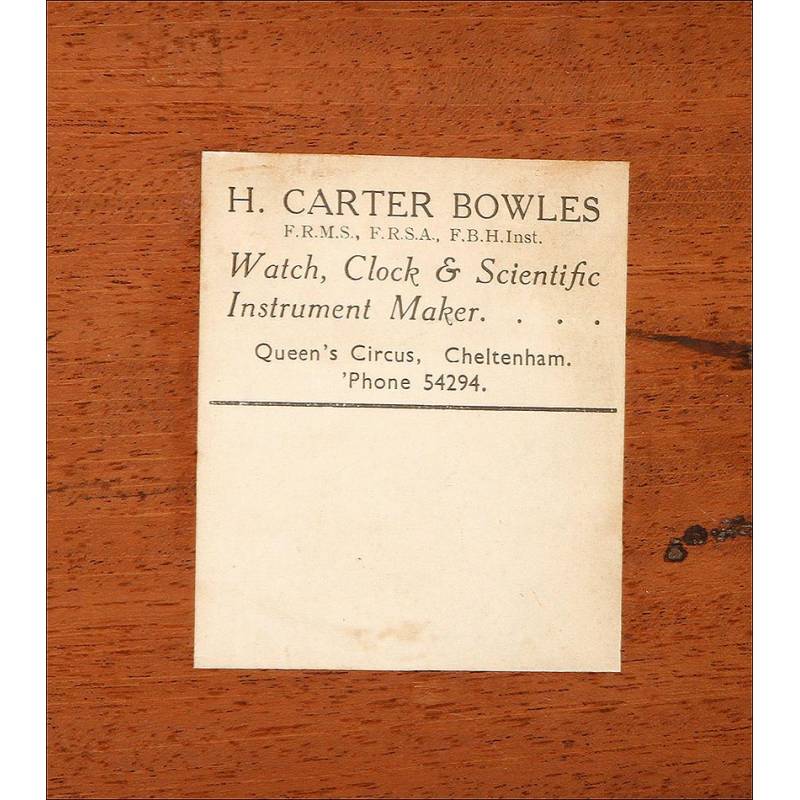 H. CARTER BOWLES
F.R.M.S., F.R.S.A., F.B.H.Inst.
Watch, Clock & Scientific
Instrument Maker. . . .
Queen's Circus, Cheltenham.
'Phone 54294.